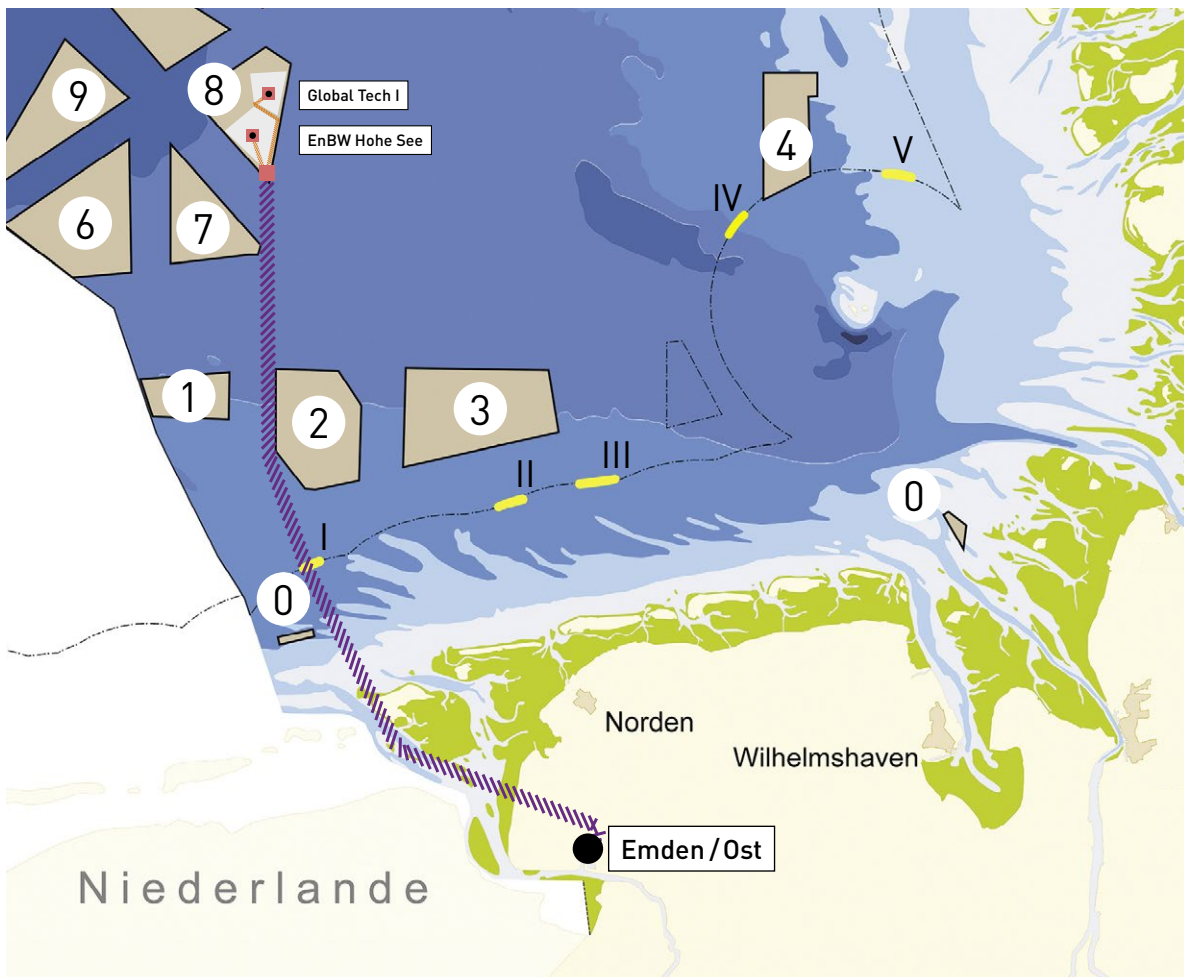 9
8
Global Tech I
EnBW Hohe See
4
V
IV
6
7
1
2
3
II
III
0
I
0
Norden
Wilhelmshaven
Emden / Ost
Niederlande